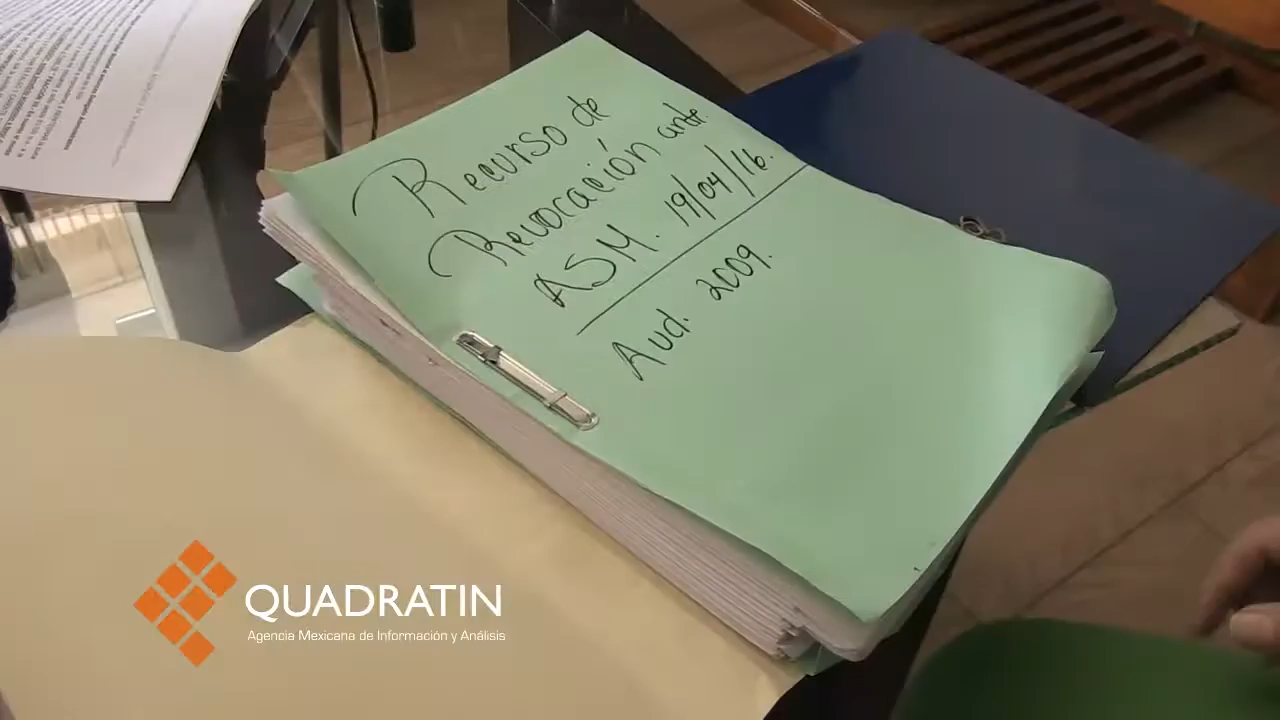 Recurso de
Revocación ante
ASM. 19/04/16.
Aud. 2009.
QUADRATIN
Agencia Mexicana de Información y Análisis